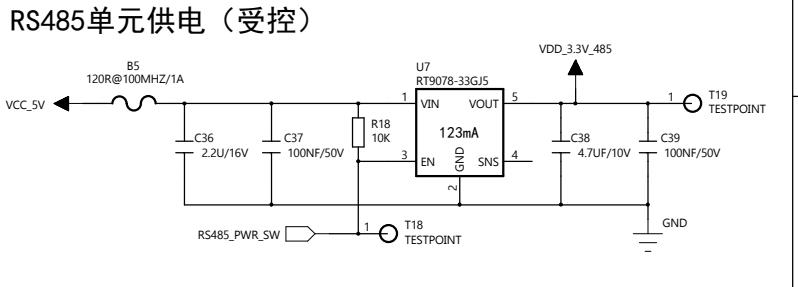 RS485单元供电（受控）
B5
120R@100MHZ/1A
VCC_5V
U7
RT9078-33GJ5
VDD_3.3V_485
1
VIN
VOUT
5
1
T19
TESTPOINT
C36
2.2U/16V
C37
100NF/50V
R18
10K
123mA
3
EN
GND
SNS
4
2
C38
4.7UF/10V
C39
100NF/50V
RS485_PWR_SW
1
T18
TESTPOINT
GND